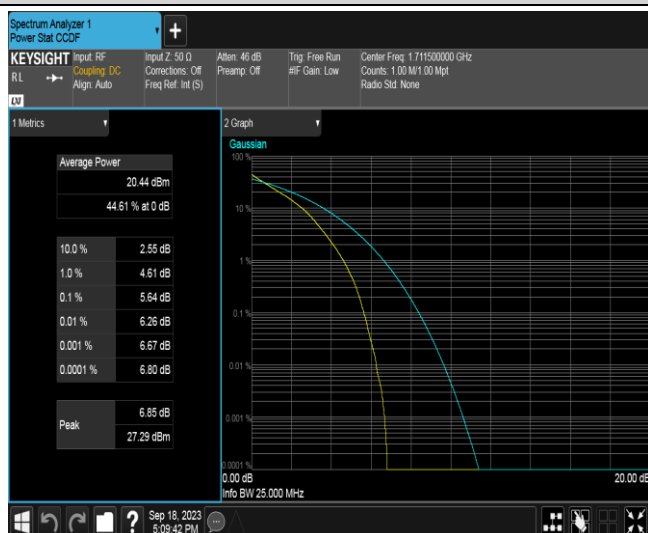 Spectrum Analyzer 1
Power Stat CCDF
+
KEYSIGHT
RL
LXI
Input: RF
Coupling: DC
Align: Auto
Input Z: 50 Ω
Corrections: Off
Freq Ref: Int (S)
Atten: 46 dB
Preamp: Off
Trig: Free Run
#IF Gain: Low
Center Freq: 1.711500000 GHz
Counts: 1.00 M/1.00 Mpt
Radio Std: None
1 Metrics
Average Power
20.44 dBm
44.61 % at 0 dB
10.0 % 2.55 dB
1.0 % 4.61 dB
0.1 % 5.64 dB
0.01 % 6.26 dB
0.001 % 6.67 dB
0.0001 % 6.80 dB
Peak
6.85 dB
27.29 dBm
2 Graph
Gaussian
100 %
10 %
1 %
0.1 %
0.01 %
0.001 %
0.0001 %
0.00 dB 20.00 dB
Info BW 25.000 MHz
?
Sep 18, 2023
5:09:42 PM